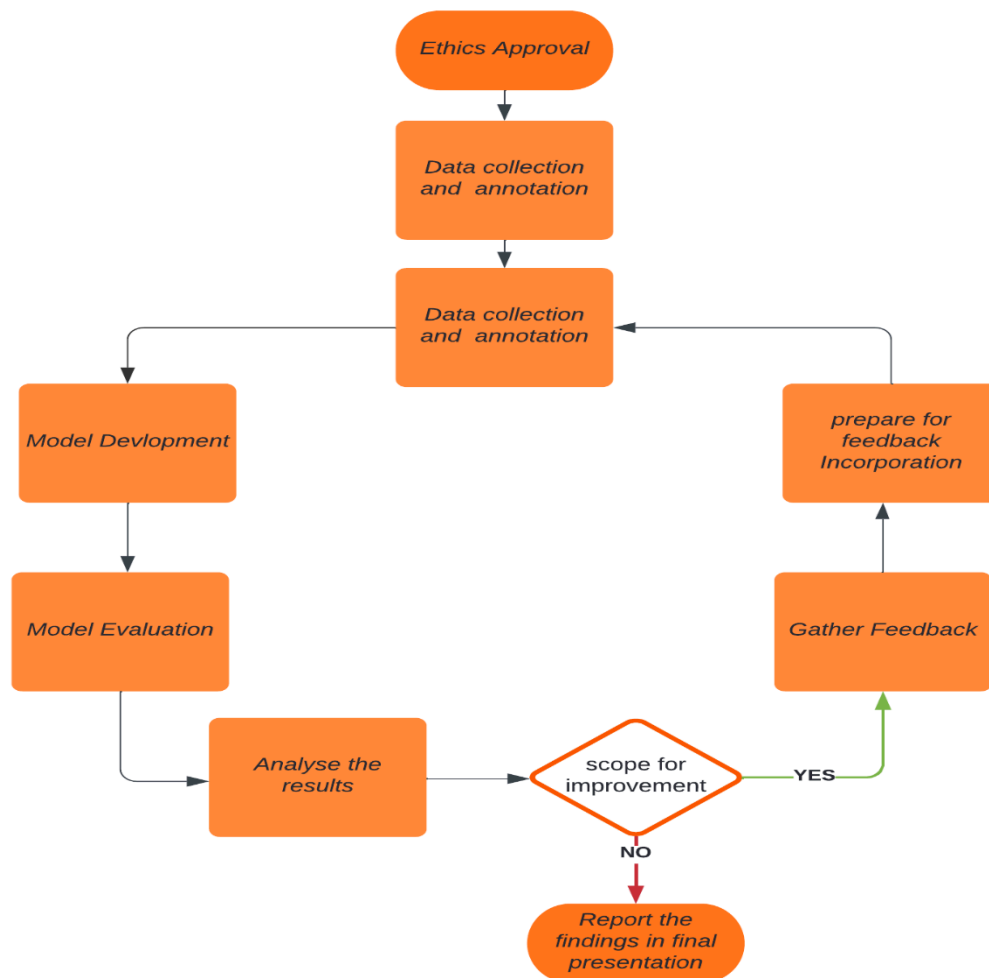 Ethics Approval
Data collection
and annotation
Data collection
and annotation
Model Devlopment
prepare for
feedback
Incorporation
Model Evaluation
Gather Feedback
Analyse the
results
scope for
improvement
YES
NO
Report the
findings in final
presentation